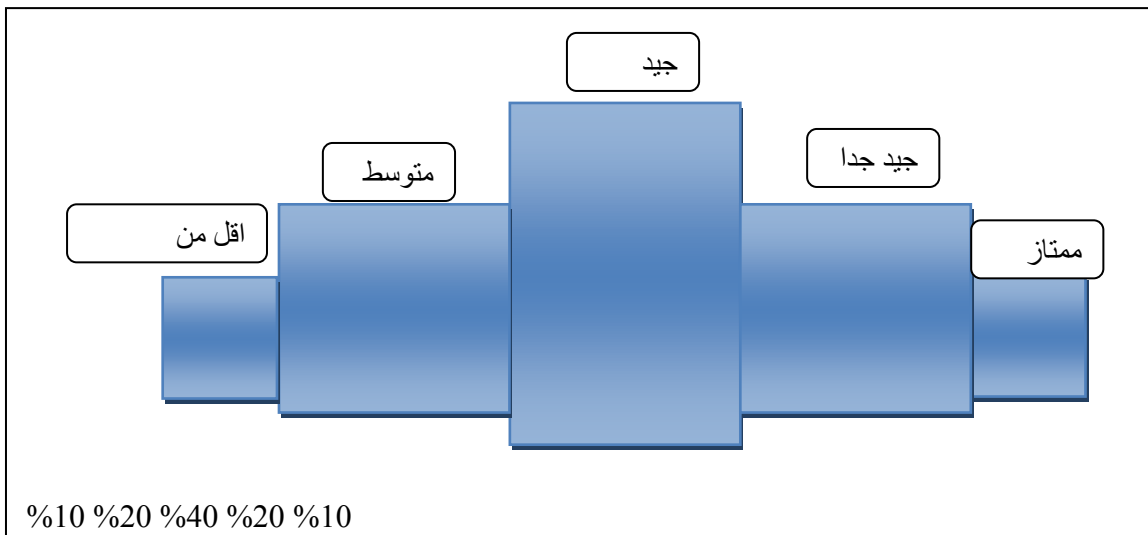 جيد
جيد جدا
متوسط
اقل من
ممتاز
%10 %20 %40 %20 %10